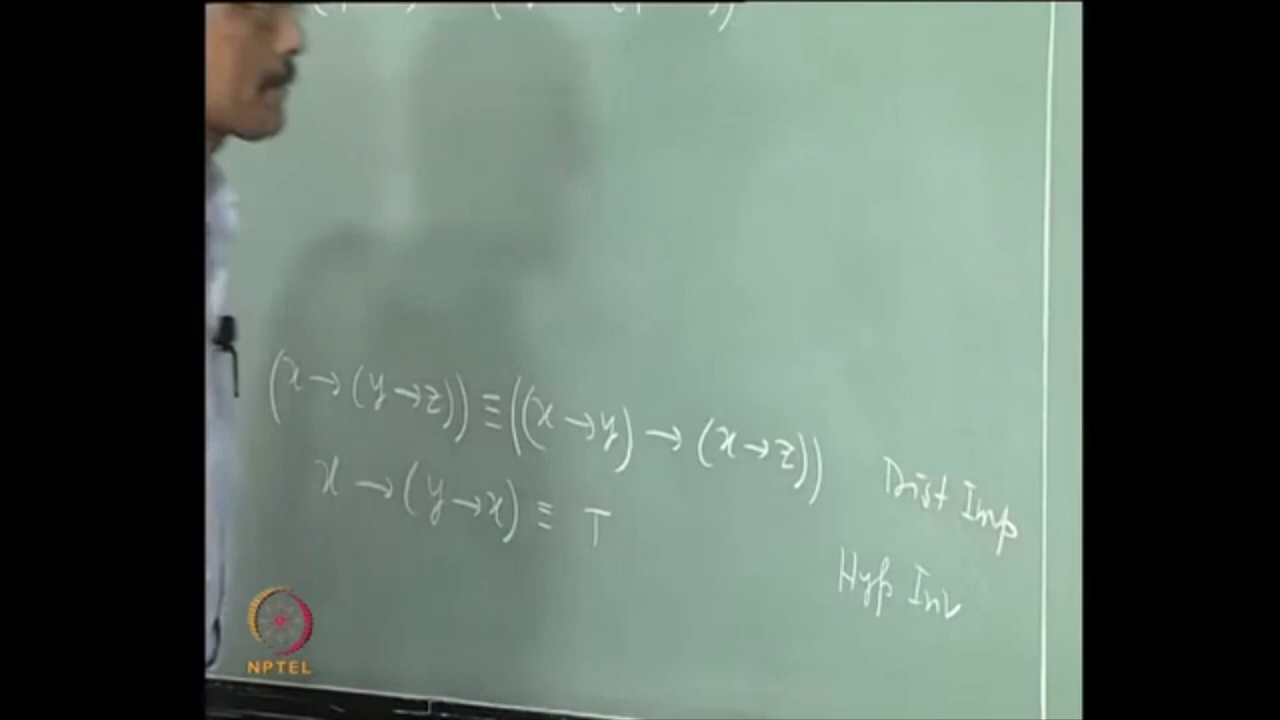 (x → (y → z)) ≡ ((x → y) → (x → z)) Dist Imp
x → (y → x) ≡ T Hyp Inv
NPTEL